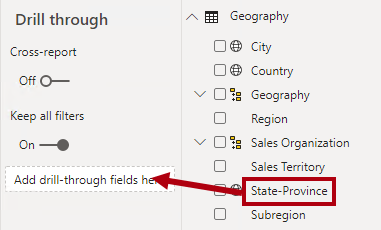 Drill through
Cross-report
Off
Keep all filters
On
Add drill-through fields he
Geography
City
Country
Geography
Region
Sales Organization
Sales Territory
State-Province
Subregion